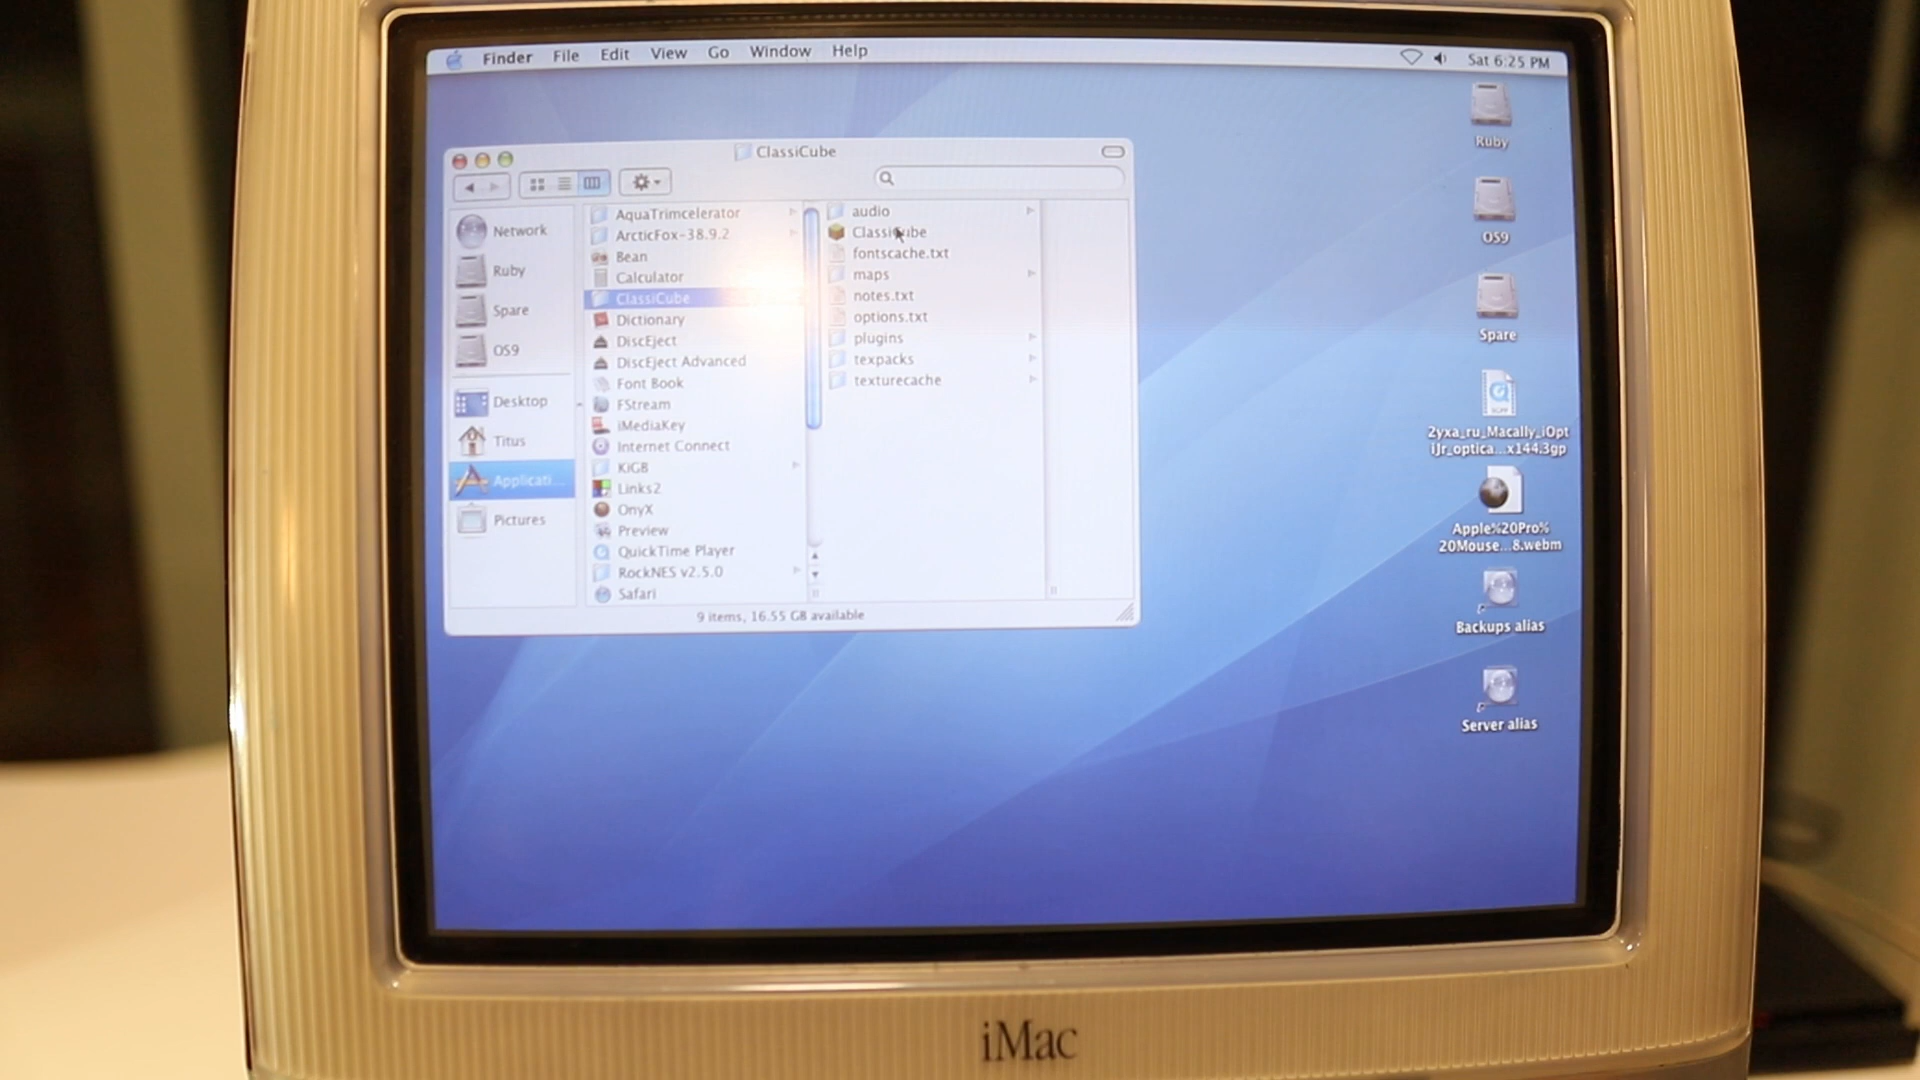 Finder File Edit View Go Window Help
Sat 6:25 PM
ClassiCube
Network
Ruby
Spare
OS9
Desktop
Titus
Applicati...
Pictures
AquaTrimcelerator
ArcticFox-38.9.2
Bean
Calculator
ClassiCube
Dictionary
DiscEject
DiscEject Advanced
Font Book
FStream
iMediaKey
Internet Connect
KiGB
Links2
OnyX
Preview
QuickTime Player
RockNES v2.5.0
Safari
audio
ClassiCube
fontscache.txt
maps
notes.txt
options.txt
plugins
texpacks
texturecache
9 items, 16.55 GB available
Ruby
OS9
Spare
2yxa_ru_Macally_iOpt
iJr_optica...x144.3gp
Apple%20Pro%
20Mouse...8.webm
Backups alias
Server alias
iMac